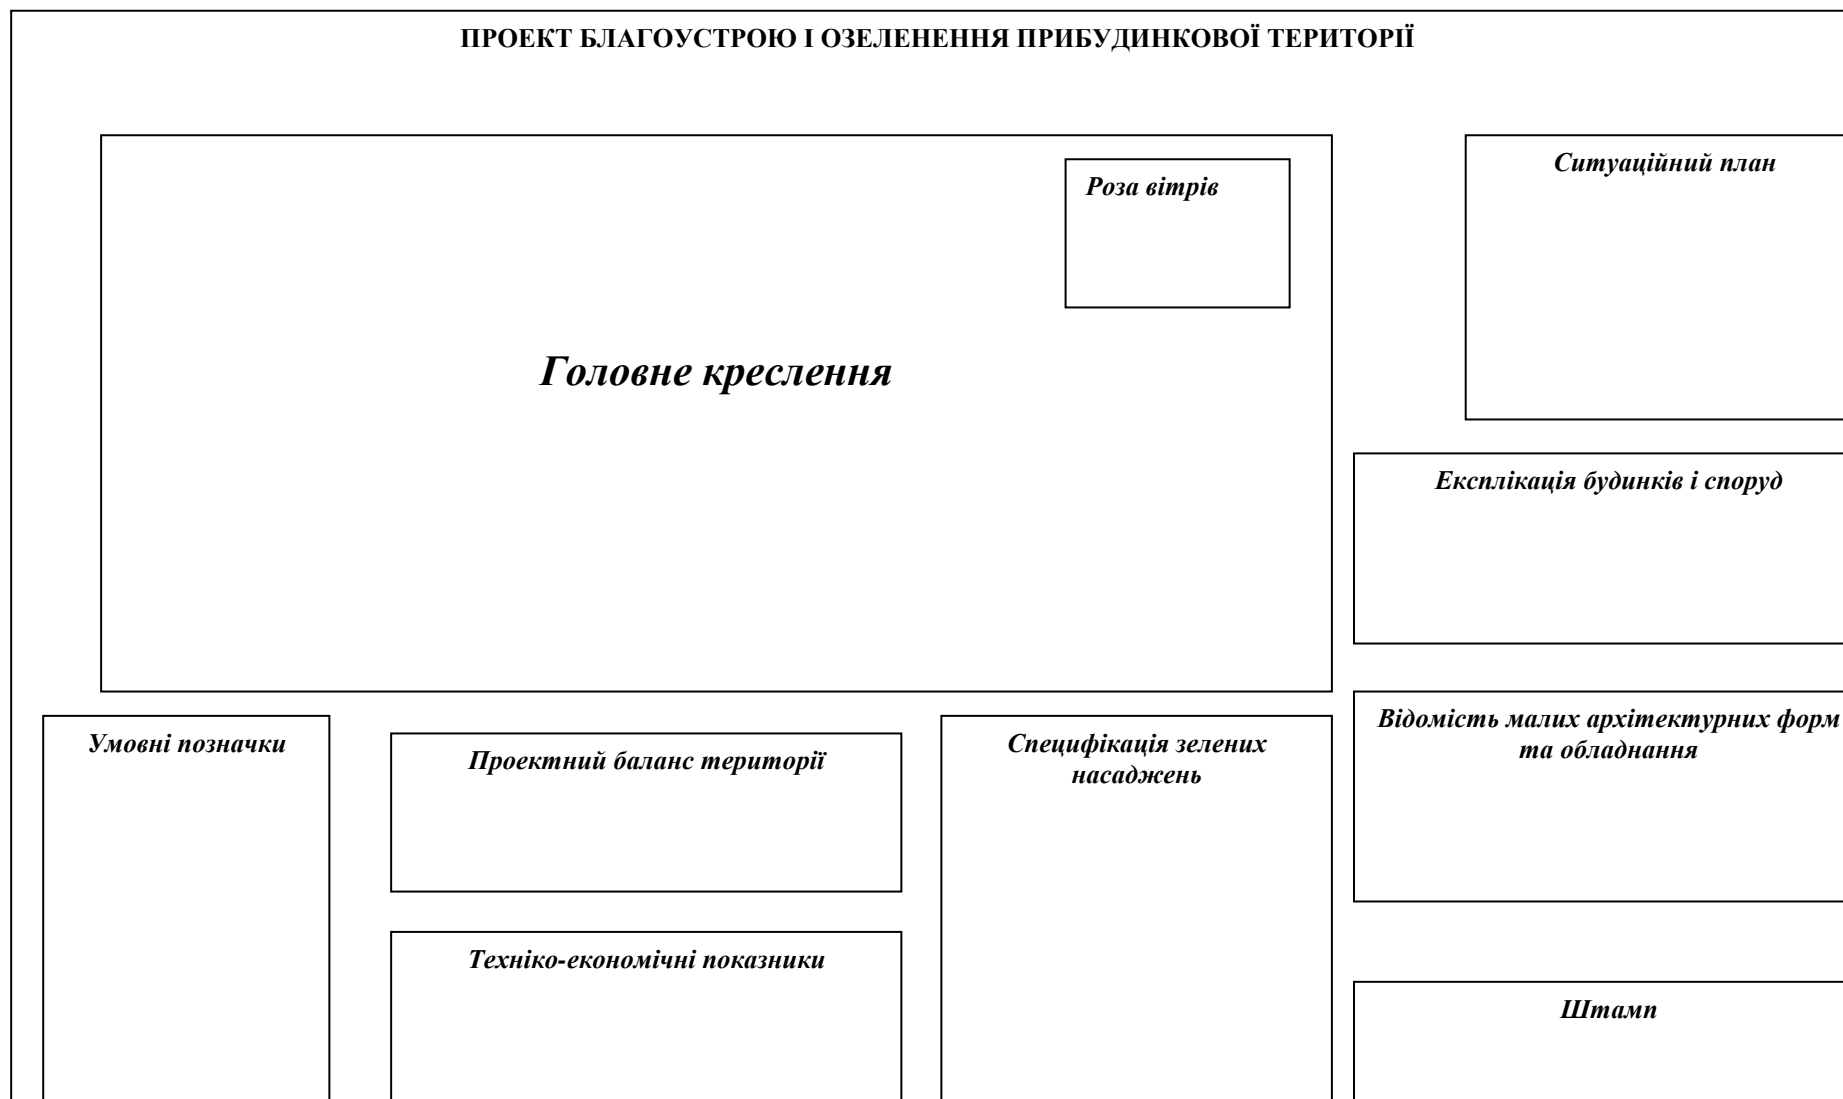 ПРОЕКТ БЛАГОУСТРОЮ І ОЗЕЛЕНЕННЯ ПРИБУДИНКОВОЇ ТЕРИТОРІЇ
Роза вітрів
Ситуаційний план
Головне креслення
Експлікація будинків і споруд
Умовні позначки
Проектний баланс території
Специфікація зелених
насаджень
Відомість малих архітектурних форм
та обладнання
Техніко-економічні показники
Штамп